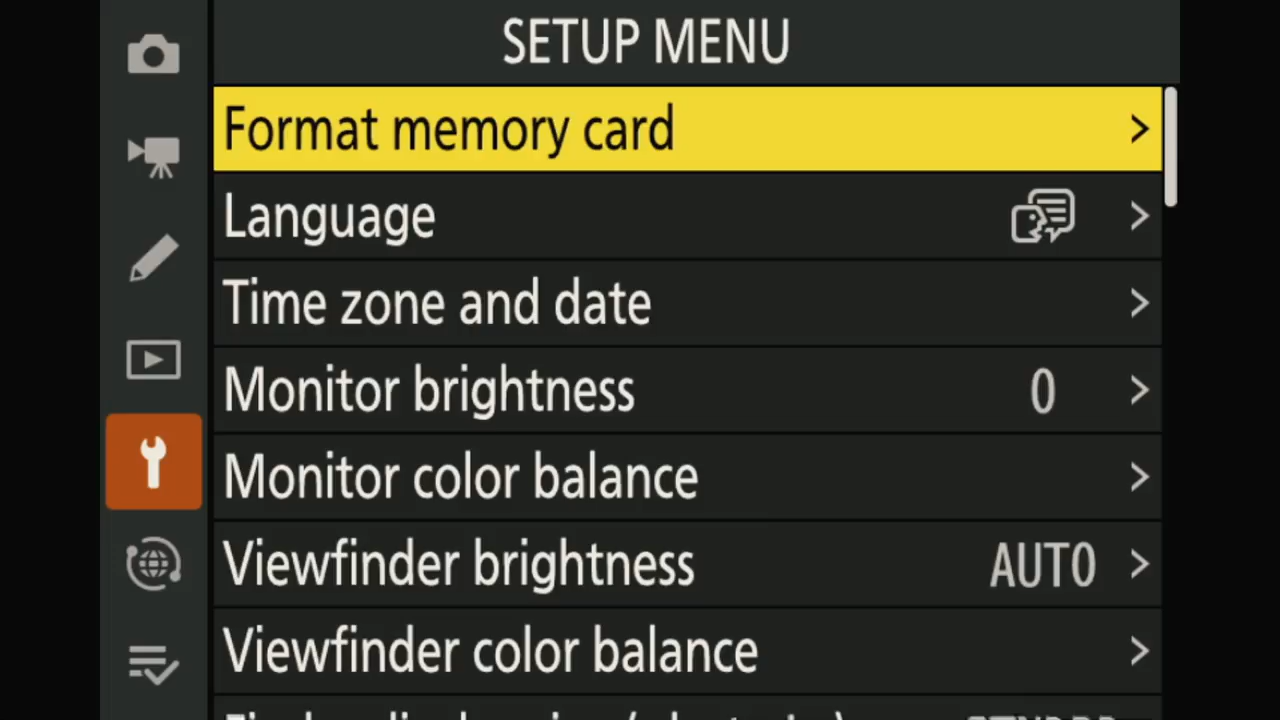 SETUP MENU
Format memory card >
Language >
Time zone and date >
Monitor brightness 0 >
Monitor color balance >
Viewfinder brightness AUTO >
Viewfinder color balance >